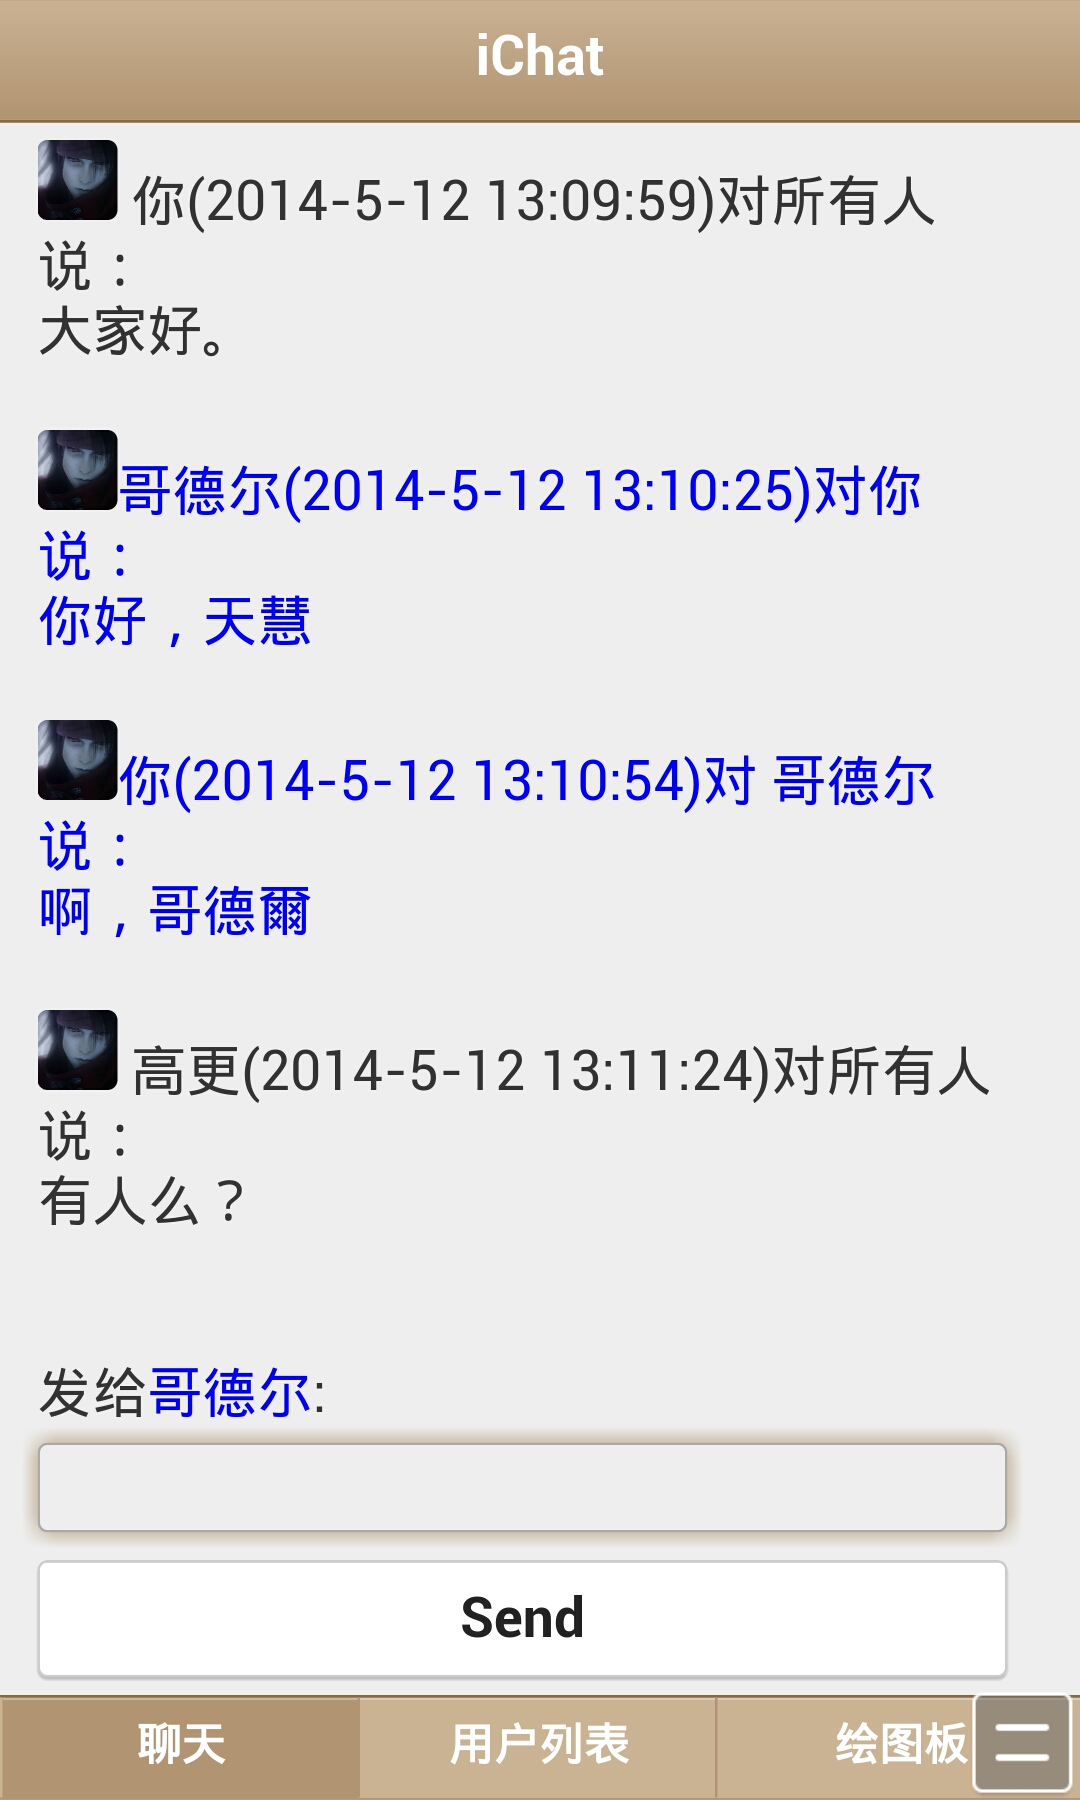 iChat
你(2014-5-12 13:09:59)对所有人
说：
大家好。
哥德尔(2014-5-12 13:10:25)对你
说：
你好，天慧
你(2014-5-12 13:10:54)对 哥德尔
说：
啊，哥德爾
高更(2014-5-12 13:11:24)对所有人
说：
有人么？
发给哥德尔:
Send
聊天 用户列表 绘图板